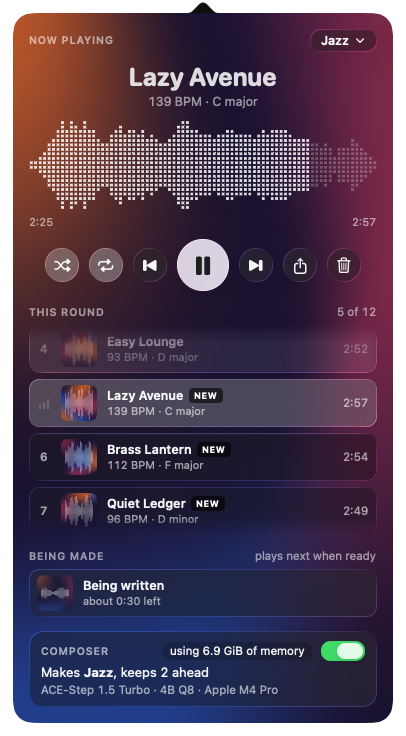 NOW PLAYING
Jazz
Lazy Avenue
139 BPM · C major
2:25
2:57
THIS ROUND
5 of 12
4
Easy Lounge
93 BPM · D major
2:52
Lazy Avenue NEW
139 BPM · C major
2:57
6
Brass Lantern NEW
112 BPM · F major
2:54
7
Quiet Ledger NEW
96 BPM · D minor
2:49
BEING MADE
plays next when ready
Being written
about 0:30 left
COMPOSER
using 6.9 GiB of memory
Makes Jazz, keeps 2 ahead
ACE-Step 1.5 Turbo · 4B Q8 · Apple M4 Pro